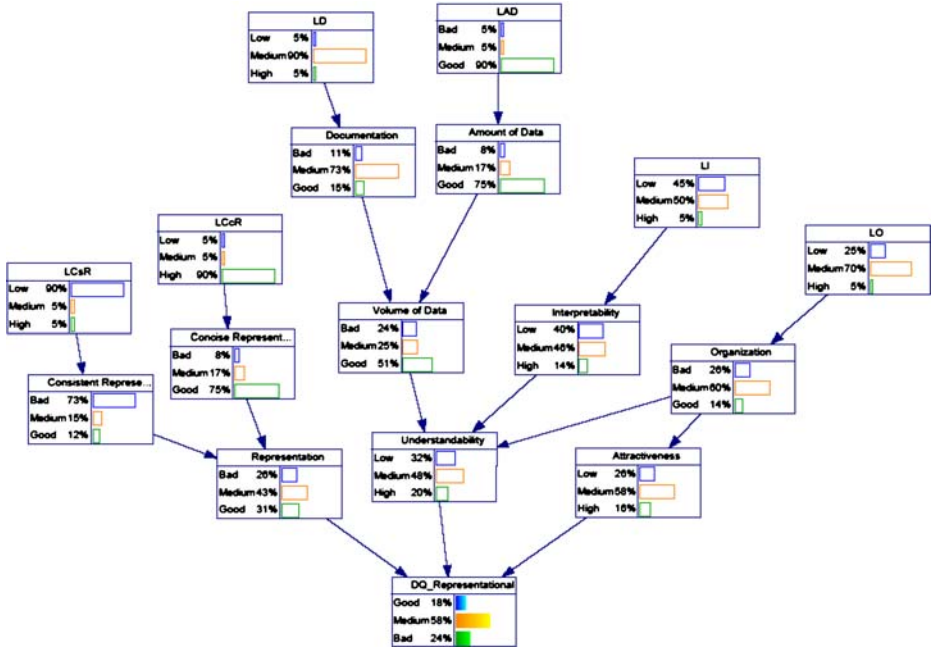 LD
Low 5%
Medium 90%
High 5%
LAD
Bad 5%
Medium 5%
Good 90%
Documentation
Bad 11%
Medium 73%
Good 15%
Amount of Data
Bad 8%
Medium 17%
Good 75%
LI
Low 45%
Medium 50%
High 5%
LCcR
Low 5%
Medium 5%
High 90%
LO
Low 25%
Medium 70%
High 5%
LCsR
Low 90%
Medium 5%
High 5%
Volume of Data
Bad 24%
Medium 25%
Good 51%
Interpretability
Low 40%
Medium 46%
High 14%
Concise Represent...
Bad 8%
Medium 17%
Good 75%
Organization
Bad 26%
Medium 60%
Good 14%
Consistent Represe...
Bad 73%
Medium 15%
Good 12%
Understandability
Low 32%
Medium 48%
High 20%
Representation
Bad 26%
Medium 43%
Good 31%
Attractiveness
Low 26%
Medium 58%
High 16%
DQ_Representational
Good 18%
Medium 58%
Bad 24%